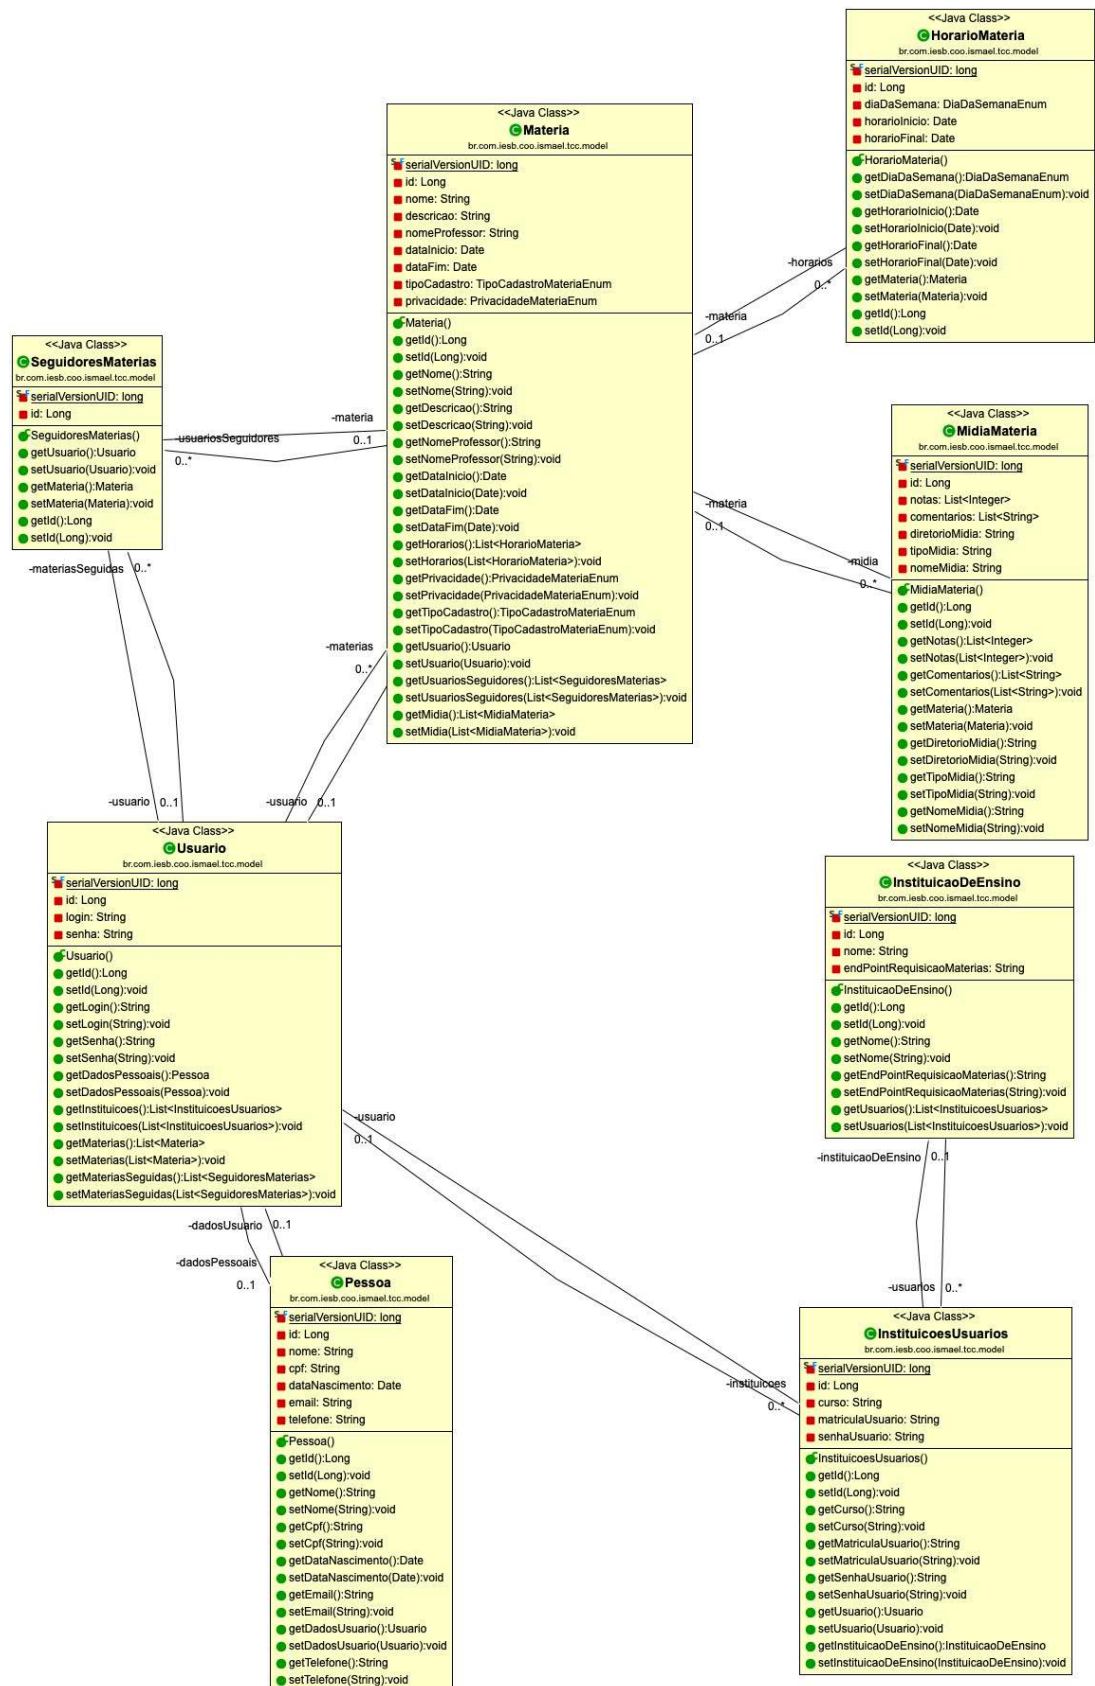 <<Java Class>>
HorarioMateria
br.com.iesb.coo.ismael.tcc.model
serialVersionUID: long
id: Long
diaDaSemana: DiaDaSemanaEnum
horarioInicio: Date
horarioFinal: Date
HorarioMateria()
getDiaDaSemana():DiaDaSemanaEnum
setDiaDaSemana(DiaDaSemanaEnum):void
getHorarioInicio():Date
setHorarioInicio(Date):void
getHorarioFinal():Date
setHorarioFinal(Date):void
getMateria():Materia
setMateria(Materia):void
getId():Long
setId(Long):void
-horarios
0..*
-materia
0..1
<<Java Class>>
Materia
br.com.iesb.coo.ismael.tcc.model
serialVersionUID: long
id: Long
nome: String
descricao: String
nomeProfessor: String
dataInicio: Date
dataFim: Date
tipoCadastro: TipoCadastroMateriaEnum
privacidade: PrivacidadeMateriaEnum
Materia()
getId():Long
setId(Long):void
getNome():String
setNome(String):void
getDescricao():String
setDescricao(String):void
getNomeProfessor():String
setNomeProfessor(String):void
getDataInicio():Date
setDataInicio(Date):void
getDataFim():Date
setDataFim(Date):void
getHorarios():List<HorarioMateria>
setHorarios(List<HorarioMateria>):void
getPrivacidade():PrivacidadeMateriaEnum
setPrivacidade(PrivacidadeMateriaEnum):void
getTipoCadastro():TipoCadastroMateriaEnum
setTipoCadastro(TipoCadastroMateriaEnum):void
getUsuario():Usuario
setUsuario(Usuario):void
getUsuariosSeguidores():List<SeguidoresMaterias>
setUsuariosSeguidores(List<SeguidoresMaterias>):void
getMidia():List<MidiaMateria>
setMidia(List<MidiaMateria>):void
<<Java Class>>
SeguidoresMaterias
br.com.iesb.coo.ismael.tcc.model
serialVersionUID: long
id: Long
SeguidoresMaterias()
getUsuario():Usuario
setUsuario(Usuario):void
getMateria():Materia
setMateria(Materia):void
getId():Long
setId(Long):void
-materia
0..1
-usuariosSeguidores
0..*
-materiasSeguidas
0..*
-usuario
0..1
-materias
0..*
-usuario
0..1
<<Java Class>>
MidiaMateria
br.com.iesb.coo.ismael.tcc.model
serialVersionUID: long
id: Long
notas: List<Integer>
comentarios: List<String>
diretorioMidia: String
tipoMidia: String
nomeMidia: String
MidiaMateria()
getId():Long
setId(Long):void
getNotas():List<Integer>
setNotas(List<Integer>):void
getComentarios():List<String>
setComentarios(List<String>):void
getMateria():Materia
setMateria(Materia):void
getDiretorioMidia():String
setDiretorioMidia(String):void
getTipoMidia():String
setTipoMidia(String):void
getNomeMidia():String
setNomeMidia(String):void
-materia
0..1
-midia
0..*
<<Java Class>>
Usuario
br.com.iesb.coo.ismael.tcc.model
serialVersionUID: long
id: Long
login: String
senha: String
Usuario()
getId():Long
setId(Long):void
getLogin():String
setLogin(String):void
getSenha():String
setSenha(String):void
getDadosPessoais():Pessoa
setDadosPessoais(Pessoa):void
getInstituicoes():List<InstituicoesUsuarios>
setInstituicoes(List<InstituicoesUsuarios>):void
getMaterias():List<Materia>
setMaterias(List<Materia>):void
getMateriasSeguidas():List<SeguidoresMaterias>
setMateriasSeguidas(List<SeguidoresMaterias>):void
<<Java Class>>
InstituicaoDeEnsino
br.com.iesb.coo.ismael.tcc.model
serialVersionUID: long
id: Long
nome: String
endPointRequisicaoMaterias: String
InstituicaoDeEnsino()
getId():Long
setId(Long):void
getNome():String
setNome(String):void
getEndPointRequisicaoMaterias():String
setEndPointRequisicaoMaterias(String):void
getUsuarios():List<InstituicoesUsuarios>
setUsuarios(List<InstituicoesUsuarios>):void
-usuario
0..1
-instituicaoDeEnsino
0..1
-dadosUsuario
0..1
-dadosPessoais
0..1
-usuarios
0..*
-instituicoes
0..*
<<Java Class>>
Pessoa
br.com.iesb.coo.ismael.tcc.model
serialVersionUID: long
id: Long
nome: String
cpf: String
dataNascimento: Date
email: String
telefone: String
Pessoa()
getId():Long
setId(Long):void
getNome():String
setNome(String):void
getCpf():String
setCpf(String):void
getDataNascimento():Date
setDataNascimento(Date):void
getEmail():String
setEmail(String):void
getDadosUsuario():Usuario
setDadosUsuario(Usuario):void
getTelefone():String
setTelefone(String):void
<<Java Class>>
InstituicoesUsuarios
br.com.iesb.coo.ismael.tcc.model
serialVersionUID: long
id: Long
curso: String
matriculaUsuario: String
senhaUsuario: String
InstituicoesUsuarios()
getId():Long
setId(Long):void
getCurso():String
setCurso(String):void
getMatriculaUsuario():String
setMatriculaUsuario(String):void
getSenhaUsuario():String
setSenhaUsuario(String):void
getUsuario():Usuario
setUsuario(Usuario):void
getInstituicaoDeEnsino():InstituicaoDeEnsino
setInstituicaoDeEnsino(InstituicaoDeEnsino):void